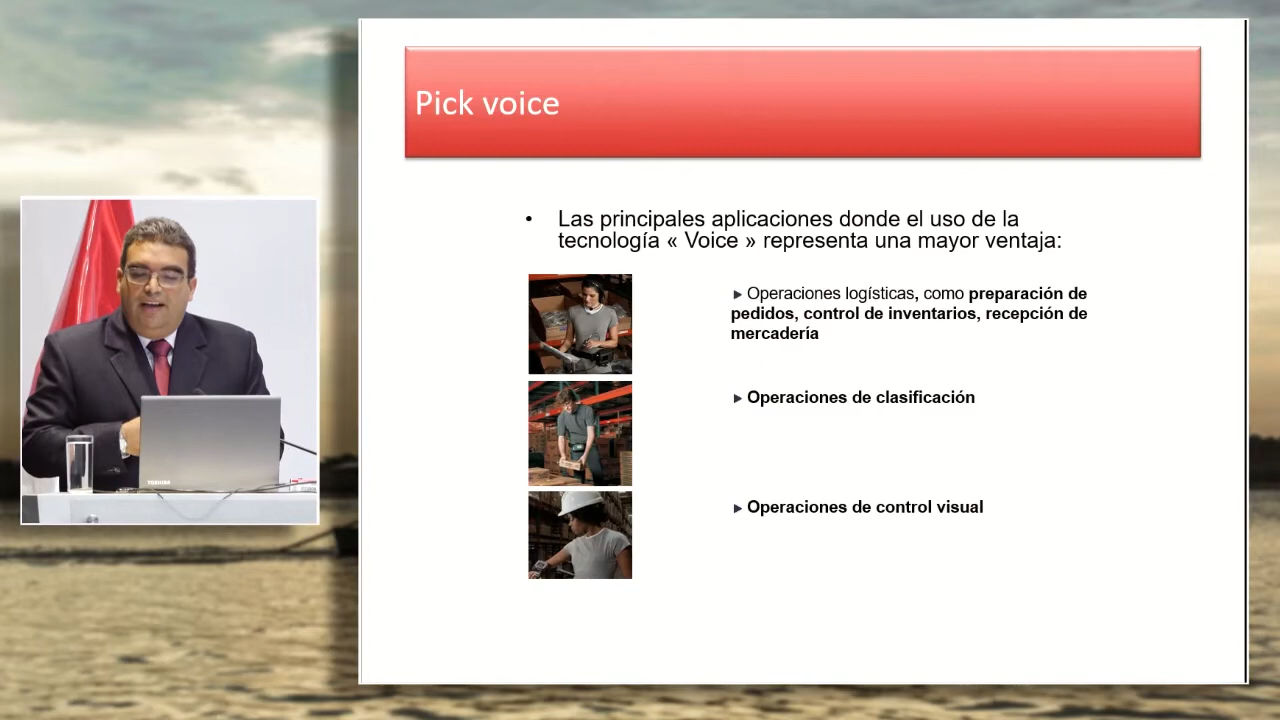 Pick voice
• Las principales aplicaciones donde el uso de la
tecnología « Voice » representa una mayor ventaja:
Operaciones logísticas, como preparación de
pedidos, control de inventarios, recepción de
mercadería
Operaciones de clasificación
Operaciones de control visual
TOSHIBA